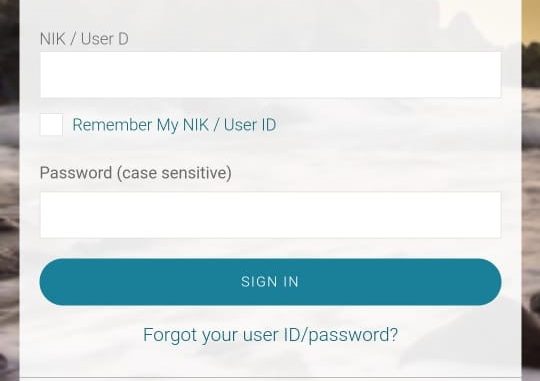 NIK / User D
Remember My NIK / User ID
Password (case sensitive)
SIGN IN
Forgot your user ID/password?